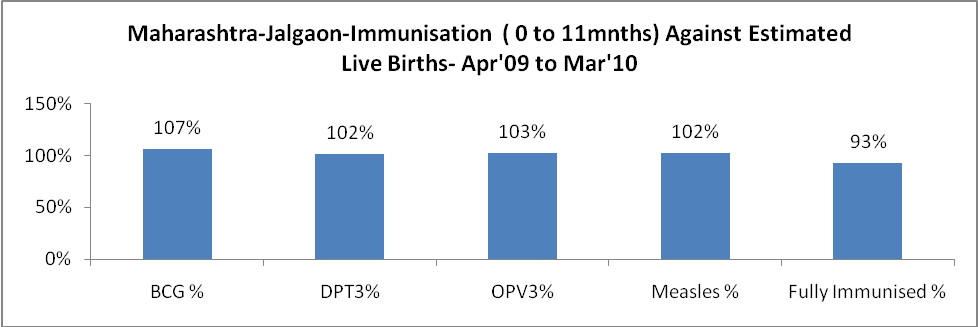 Maharashtra-Jalgaon-Immunisation ( 0 to 11mnths) Against Estimated
Live Births- Apr'09 to Mar'10
150%
100%
50%
0%
107%
102%
103%
102%
93%
BCG %
DPT3%
OPV3%
Measles %
Fully Immunised %